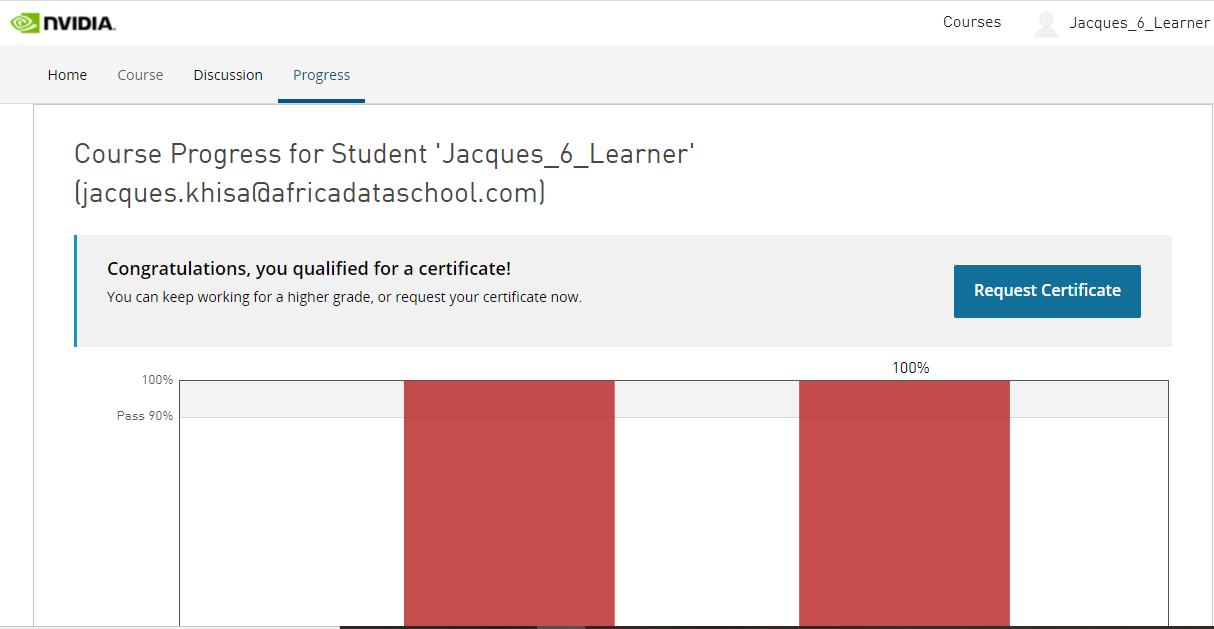 NVIDIA.
Courses
Jacques_6_Learner
Home
Course
Discussion
Progress
Course Progress for Student 'Jacques_6_Learner'
(jacques.khisa@africadataschool.com)
Congratulations, you qualified for a certificate!
You can keep working for a higher grade, or request your certificate now.
Request Certificate
100%
100%
Pass 90%